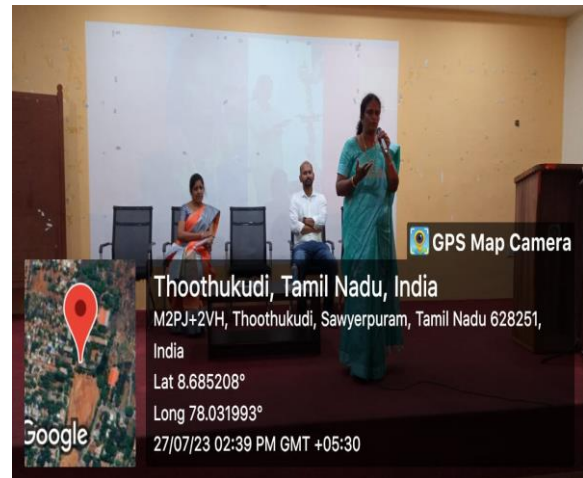 GPS Map Camera
Thoothukudi, Tamil Nadu, India
M2PJ+2VH, Thoothukudi, Sawyerpuram, Tamil Nadu 628251,
India
Lat 8.685208°
Long 78.031993°
27/07/23 02:39 PM GMT +05:30
Google